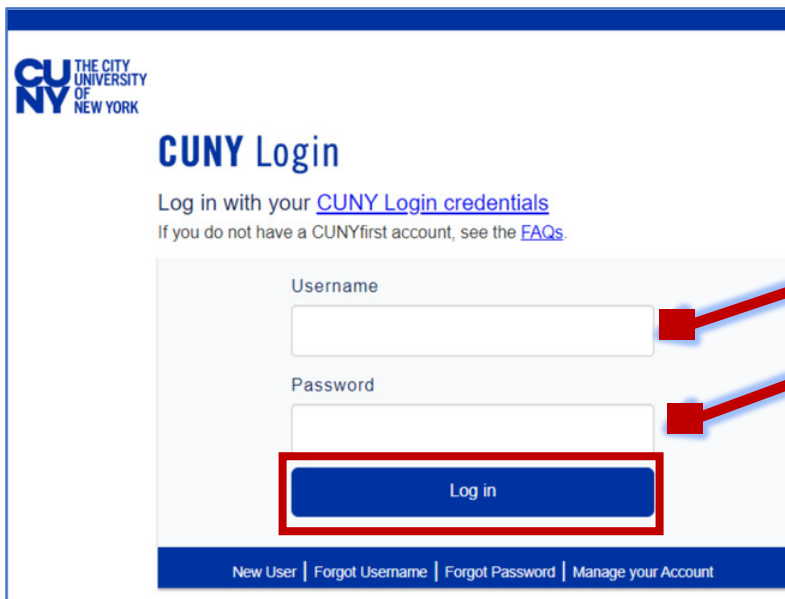 CUNY THE CITY UNIVERSITY OF NEW YORK
CUNY Login
Log in with your CUNY Login credentials
If you do not have a CUNYfirst account, see the FAQs.
Username
Password
Log in
New User | Forgot Username | Forgot Password | Manage your Account